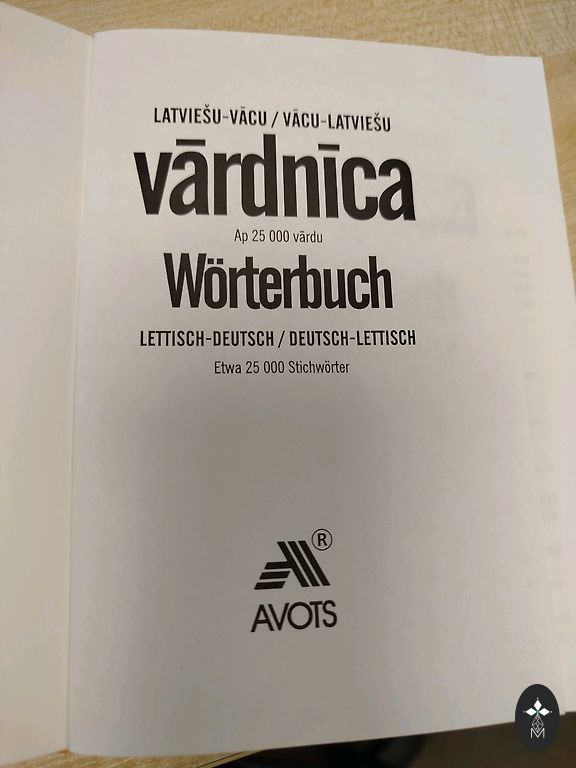 LATVIEŠU-VĀCU / VĀCU-LATVIEŠU
vārdnīca
Ap 25 000 vārdu
Wörterbuch
LETTISCH-DEUTSCH / DEUTSCH-LETTISCH
Etwa 25 000 Stichwörter
®
AVOTS